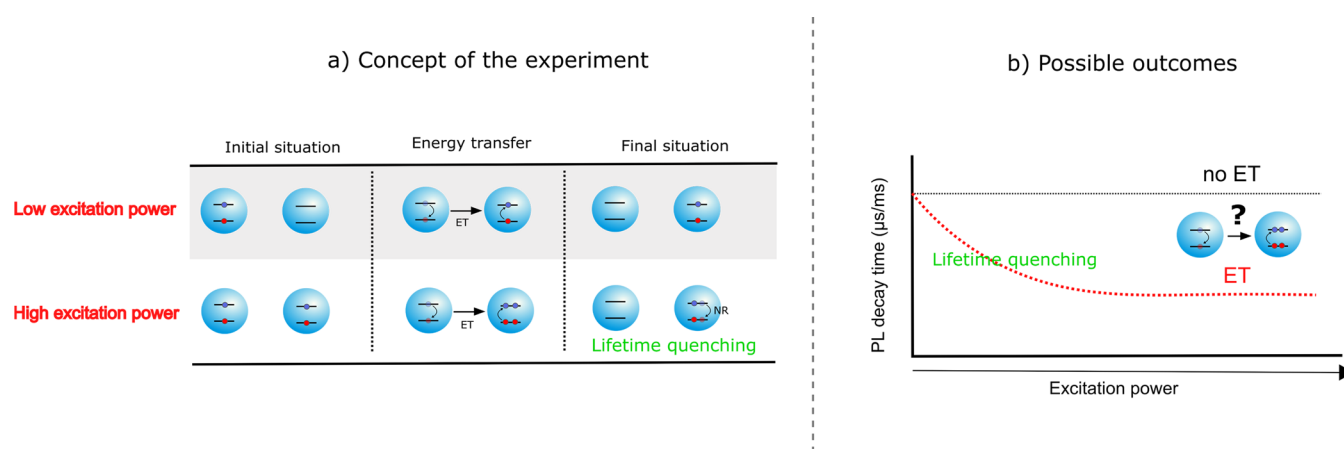 a) Concept of the experiment
Initial situation
Energy transfer
Final situation
Low excitation power
ET
High excitation power
ET
NR
Lifetime quenching
b) Possible outcomes
no ET
?
Lifetime quenching
ET
PL decay time (µs/ms)
Excitation power